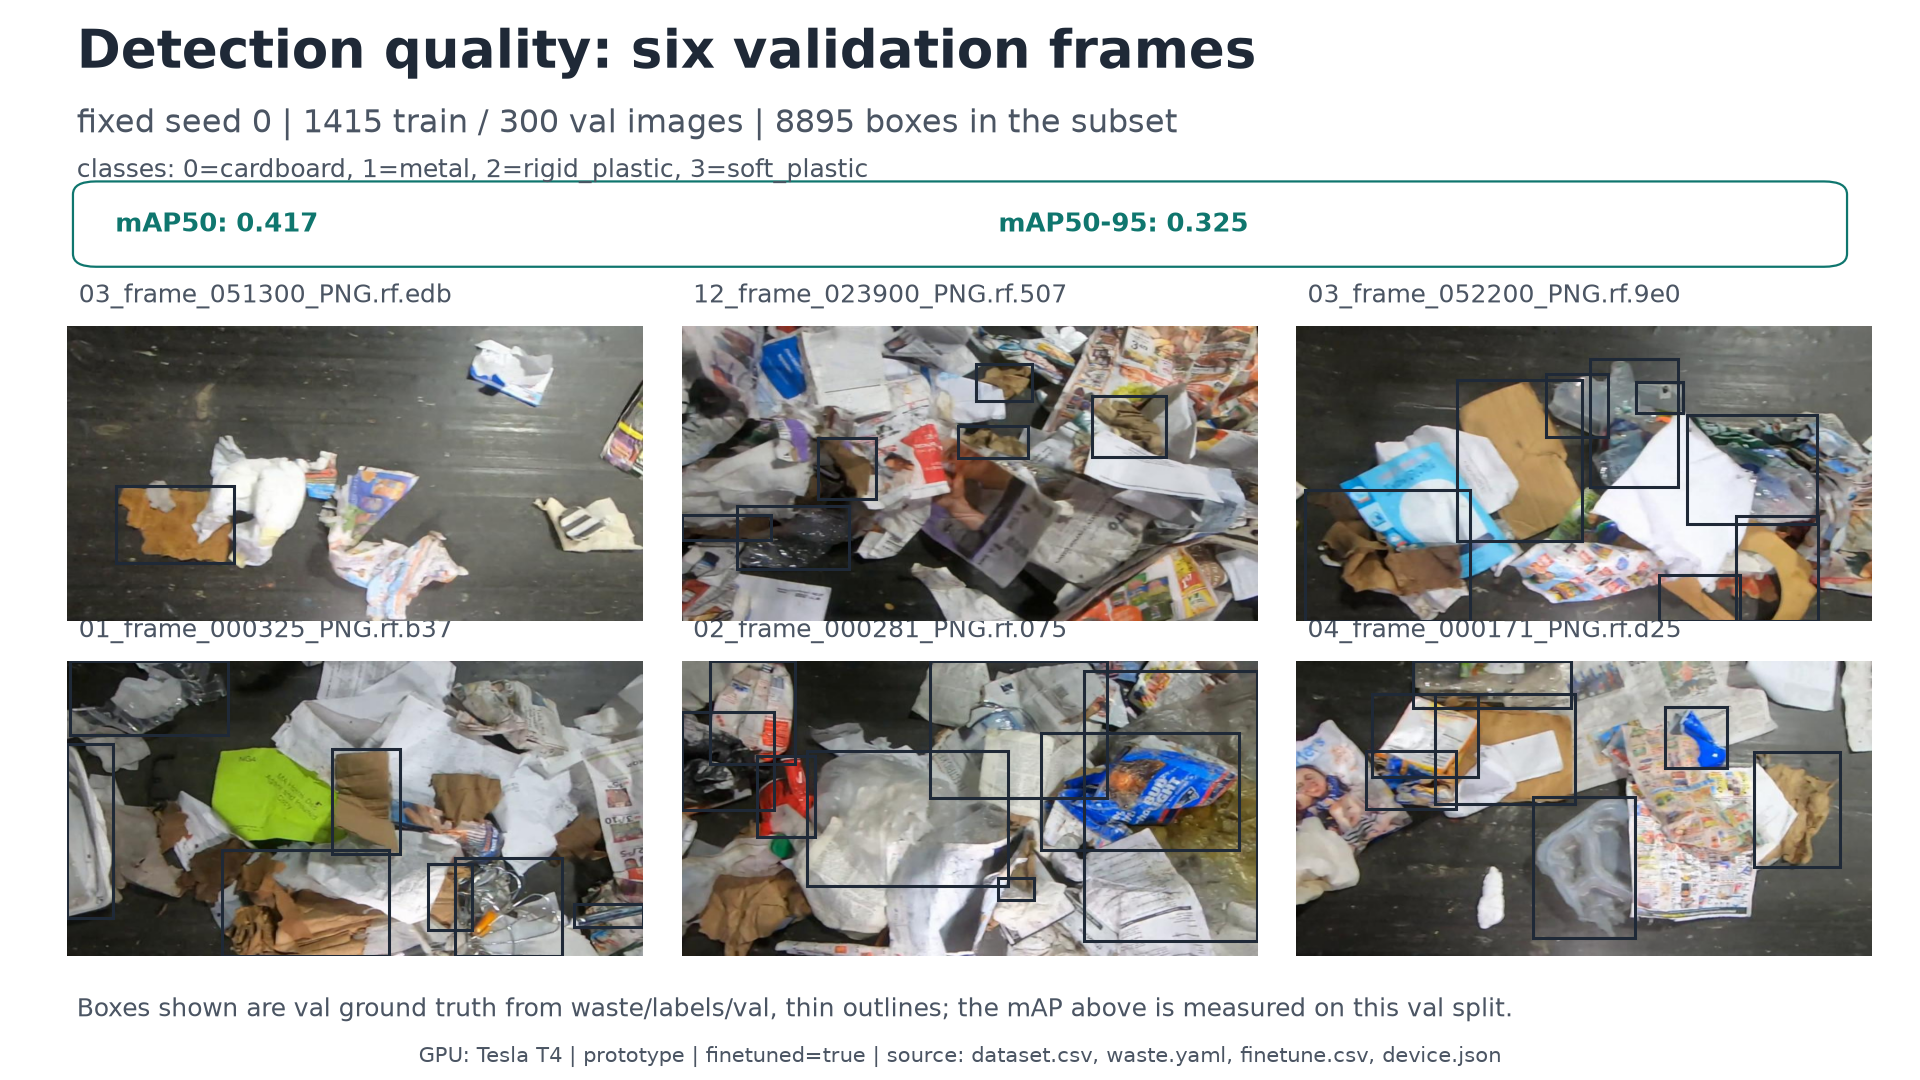 Detection quality: six validation frames
fixed seed 0 | 1415 train / 300 val images | 8895 boxes in the subset
classes: 0=cardboard, 1=metal, 2=rigid_plastic, 3=soft_plastic
mAP50: 0.417 mAP50-95: 0.325
03_frame_051300_PNG.rf.edb 12_frame_023900_PNG.rf.507 03_frame_052200_PNG.rf.9e0
01_frame_000325_PNG.rf.b37 02_frame_000281_PNG.rf.075 04_frame_000171_PNG.rf.d25
BUD
LIGHT
Boxes shown are val ground truth from waste/labels/val, thin outlines; the mAP above is measured on this val split.
GPU: Tesla T4 | prototype | finetuned=true | source: dataset.csv, waste.yaml, finetune.csv, device.json